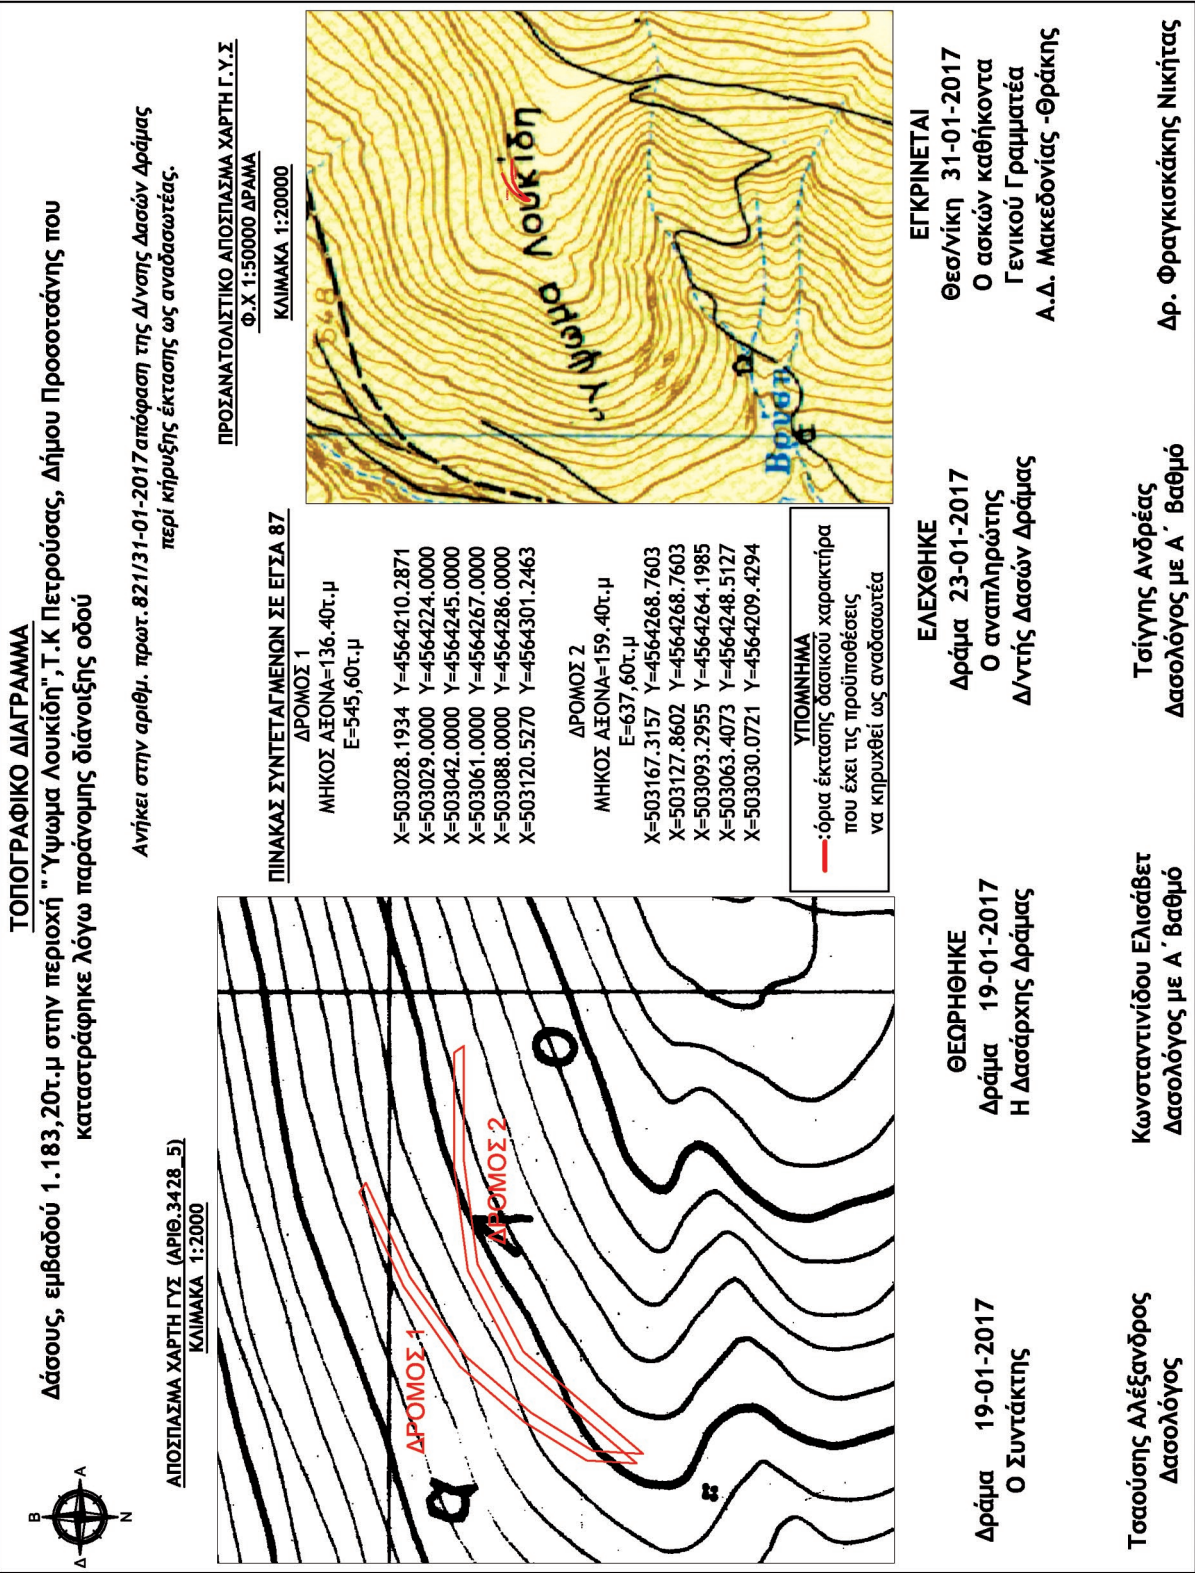 ΤΟΠΟΓΡΑΦΙΚΟ ΔΙΑΓΡΑΜΜΑ
Δάσους, εμβαδού 1.183,20τ.μ στην περιοχή "Ύψωμα Λουκίδη",Τ.Κ Πετρούσας, Δήμου Προσοτσάνης που
καταστράφηκε λόγω παράνομης διάνοιξης οδού
Ανήκει στην αριθμ. πρωτ.821/31-01-2017απόφαση της Δ/νσης Δασών Δράμας
περί κήρυξης έκτασης ως αναδασωτέας.
Β
Δ
Α
Ν
ΑΠΟΣΠΑΣΜΑ ΧΑΡΤΗ ΓΥΣ (ΑΡΙΘ.3428_5)
ΚΛΙΜΑΚΑ 1:2000
ΔΡΟΜΟΣ 1
ΔΡΟΜΟΣ 2
ΠΙΝΑΚΑΣ ΣΥΝΤΕΤΑΓΜΕΝΩΝ ΣΕ ΕΓΣΑ 87
ΔΡΟΜΟΣ 1
ΜΗΚΟΣ ΑΞΟΝΑ=136.40τ.μ
Ε=545,60τ.μ
X=503028.1934 Y=4564210.2871
X=503029.0000 Y=4564224.0000
X=503042.0000 Y=4564245.0000
X=503061.0000 Y=4564267.0000
X=503088.0000 Y=4564286.0000
X=503120.5270 Y=4564301.2463
ΔΡΟΜΟΣ 2
ΜΗΚΟΣ ΑΞΟΝΑ=159.40τ.μ
Ε=637,60τ.μ
X=503167.3157 Y=4564268.7603
X=503127.8602 Y=4564268.7603
X=503093.2955 Y=4564264.1985
X=503063.4073 Y=4564248.5127
X=503030.0721 Y=4564209.4294
ΥΠΟΜΝΗΜΑ
:όρια έκτασης δασικού χαρακτήρα
που έχει τις προϋποθέσεις
να κηρυχθεί ως αναδασωτέα
ΠΡΟΣΑΝΑΤΟΛΙΣΤΙΚΟ ΑΠΟΣΠΑΣΜΑ ΧΑΡΤΗ Γ.Υ.Σ
Φ.Χ 1:50000 ΔΡΑΜΑ
ΚΛΙΜΑΚΑ 1:20000
568
Ύψωμα Λουκίδη
Βρύση
Δράμα 19-01-2017
Ο Συντάκτης
Τσαούσης Αλέξανδρος
Δασολόγος
ΘΕΩΡΗΘΗΚΕ
Δράμα 19-01-2017
Η Δασάρχης Δράμας
Κωνσταντινίδου Ελισάβετ
Δασολόγος με Α΄ Βαθμό
ΕΛΕΧΘΗΚΕ
Δράμα 23-01-2017
Ο αναπληρώτης
Δ/ντής Δασών Δράμας
Τσίγγης Ανδρέας
Δασολόγος με Α΄ Βαθμό
ΕΓΚΡΙΝΕΤΑΙ
Θεσ/νίκη 31-01-2017
Ο ασκών καθήκοντα
Γενικού Γραμματέα
Α.Δ. Μακεδονίας -Θράκης
Δρ. Φραγκισκάκης Νικήτας